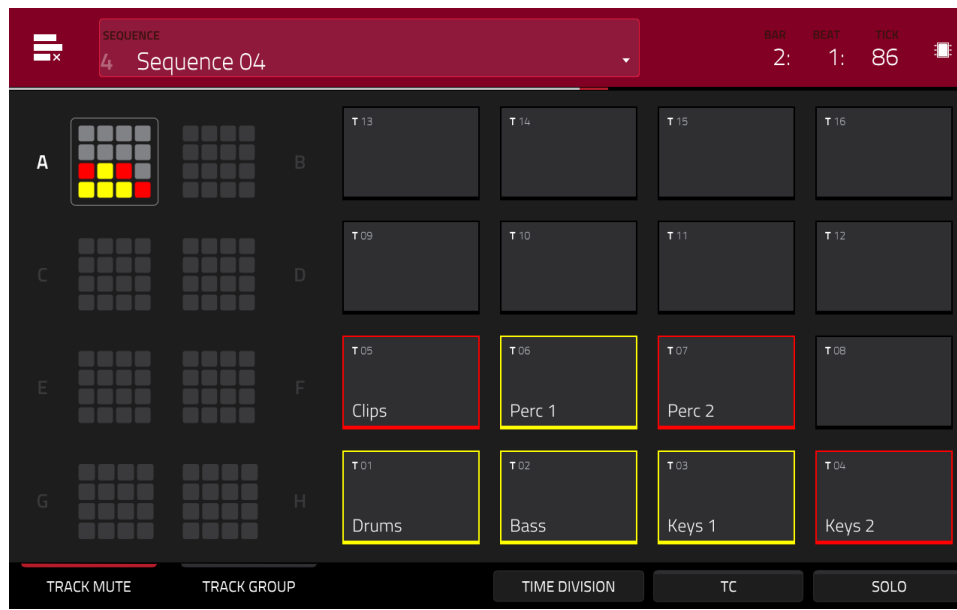 SEQUENCE
4 Sequence 04
BAR BEAT TICK
2: 1: 86
A
B
T 13 T 14 T 15 T 16
C
D
T 09 T 10 T 11 T 12
E
F
T 05 T 06 T 07 T 08
Clips Perc 1 Perc 2
G
H
T 01 T 02 T 03 T 04
Drums Bass Keys 1 Keys 2
TRACK MUTE TRACK GROUP TIME DIVISION TC SOLO